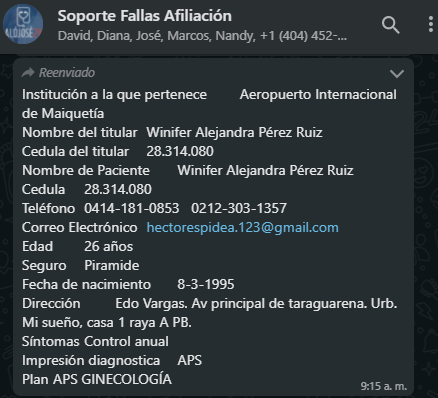 Soporte Fallas Afiliación
David, Diana, José, Marcos, Nandy, +1 (404) 452-...
ALÓJOSÉ
Reenviado
Institución a la que pertenece Aeropuerto Internacional
de Maiquetía
Nombre del titular Winifer Alejandra Pérez Ruiz
Cedula del titular 28.314.080
Nombre de Paciente Winifer Alejandra Pérez Ruiz
Cedula 28.314.080
Teléfono 0414-181-0853 0212-303-1357
Correo Electrónico hectorespidea.123@gmail.com
Edad 26 años
Seguro Piramide
Fecha de nacimiento 8-3-1995
Dirección Edo Vargas. Av principal de taraguarena. Urb.
Mi sueño, casa 1 raya A PB.
Síntomas Control anual
Impresión diagnostica APS
Plan APS GINECOLOGÍA
9:15 a. m.